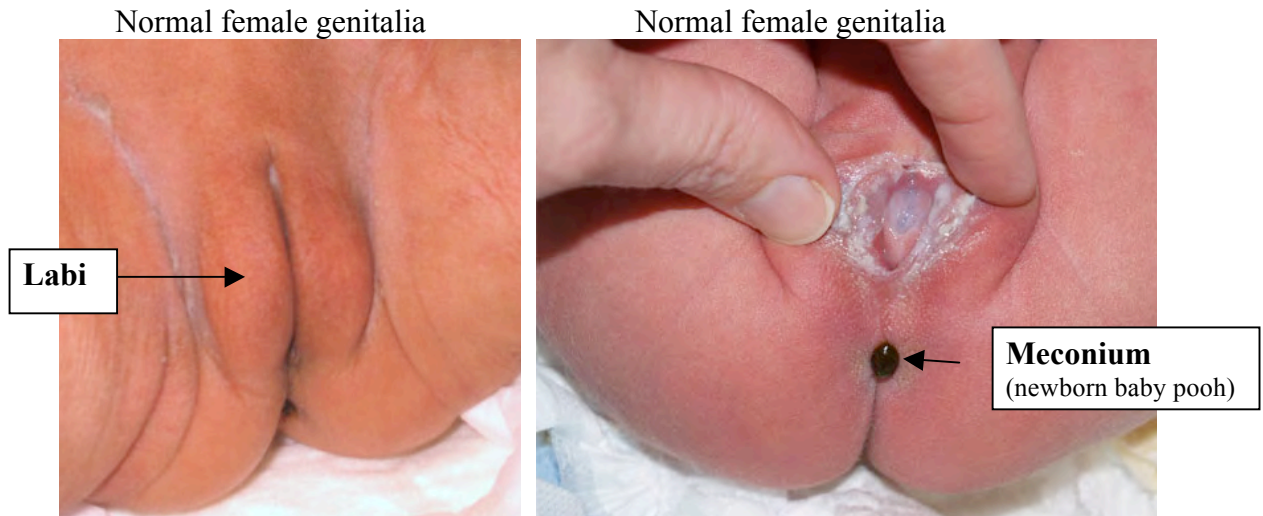 Normal female genitalia
Normal female genitalia
Labi
Meconium
(newborn baby pooh)